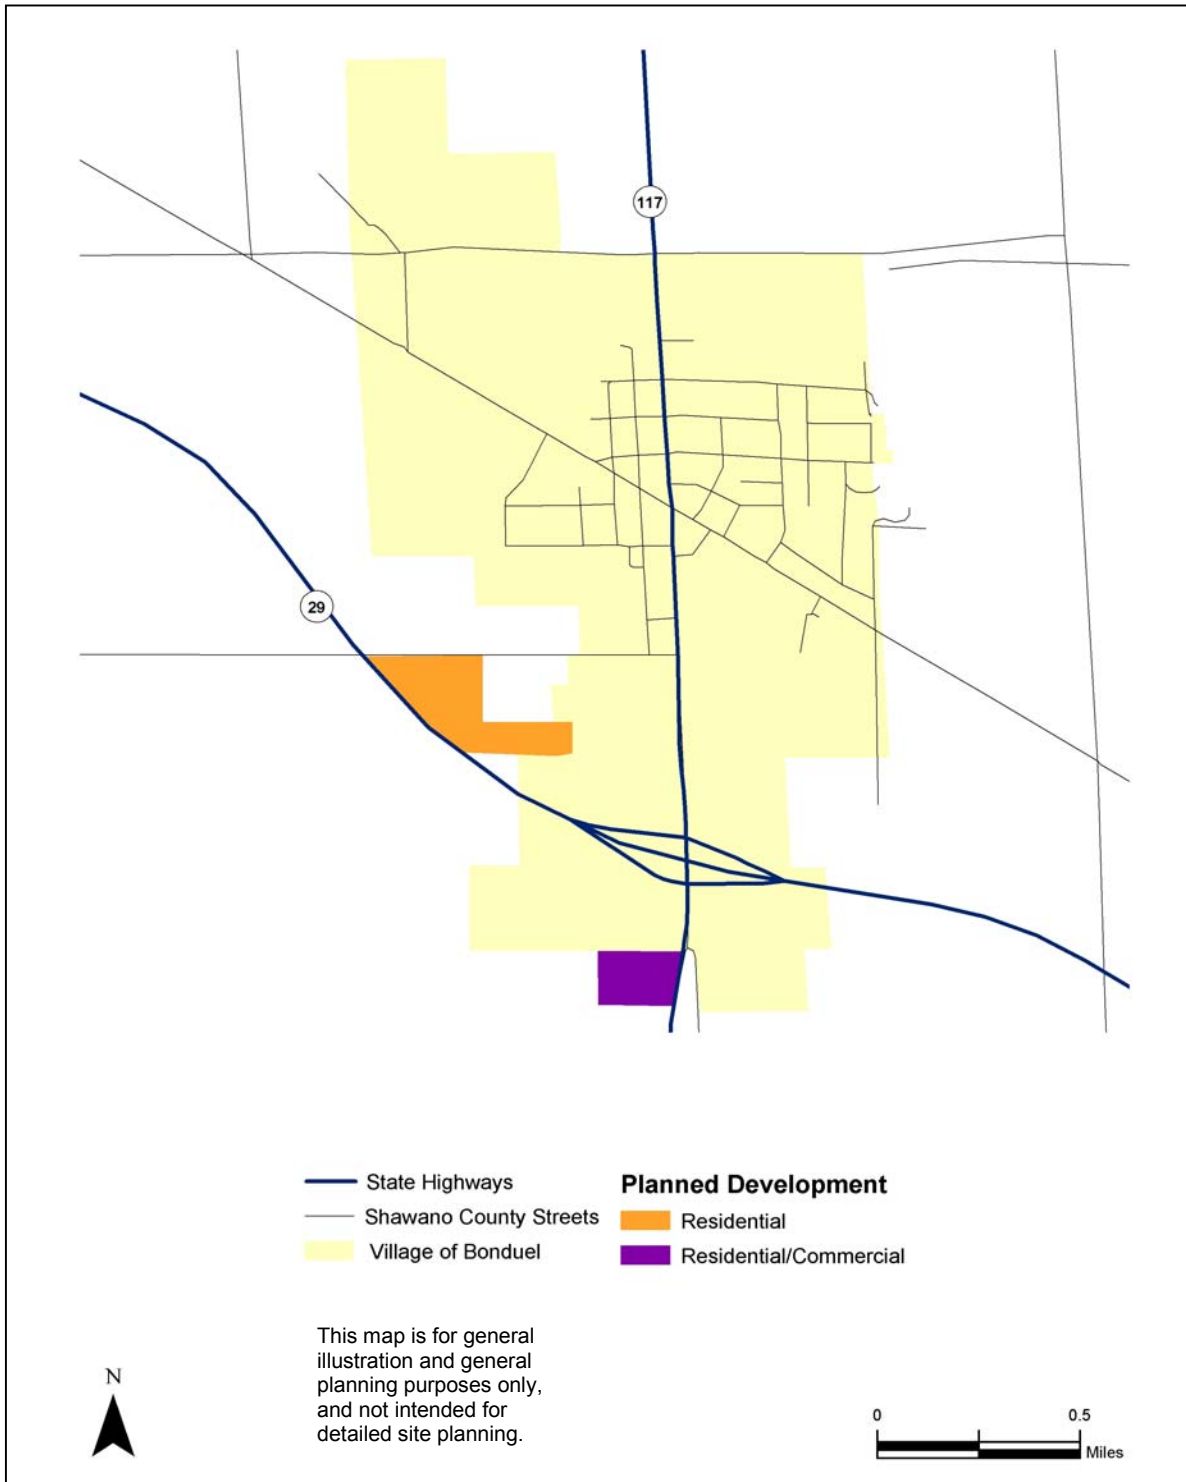 117
29
State Highways
Shawano County Streets
Village of Bonduel
Planned Development
Residential
Residential/Commercial
This map is for general
illustration and general
planning purposes only,
and not intended for
detailed site planning.
N
0 0.5
Miles